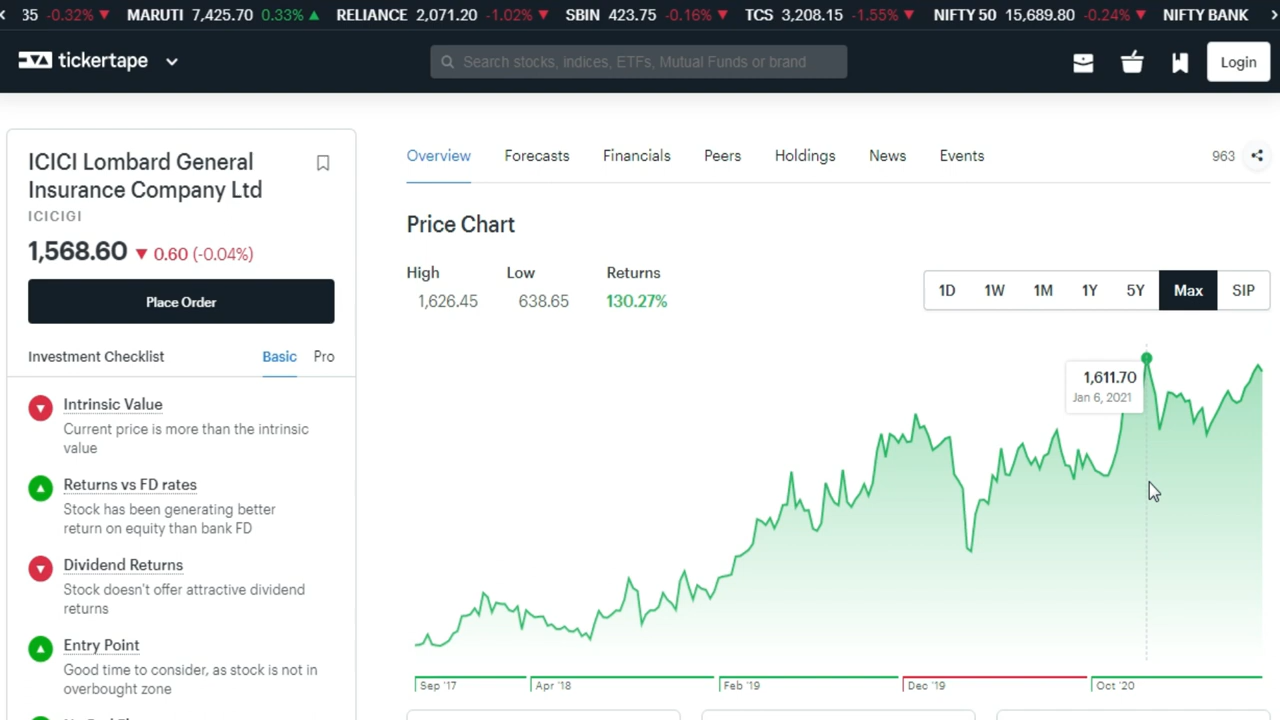 35 -0.32% ▼ MARUTI 7,425.70 0.33% ▲ RELIANCE 2,071.20 -1.02% ▼ SBIN 423.75 -0.16% ▼ TCS 3,208.15 -1.55% ▼ NIFTY 50 15,689.80 -0.24% ▼ NIFTY BANK
tickertape
Search stocks, indices, ETFs, Mutual Funds or brand
Login
ICICI Lombard General
Insurance Company Ltd
ICICIGI
1,568.60 ▼ 0.60 (-0.04%)
Place Order
Investment Checklist Basic Pro
Intrinsic Value
Current price is more than the intrinsic
value
Returns vs FD rates
Stock has been generating better
return on equity than bank FD
Dividend Returns
Stock doesn't offer attractive dividend
returns
Entry Point
Good time to consider, as stock is not in
overbought zone
Overview Forecasts Financials Peers Holdings News Events 963
Price Chart
High Low Returns
1,626.45 638.65 130.27%
1D 1W 1M 1Y 5Y Max SIP
1,611.70
Jan 6, 2021
Sep '17 Apr '18 Feb '19 Dec '19 Oct '20